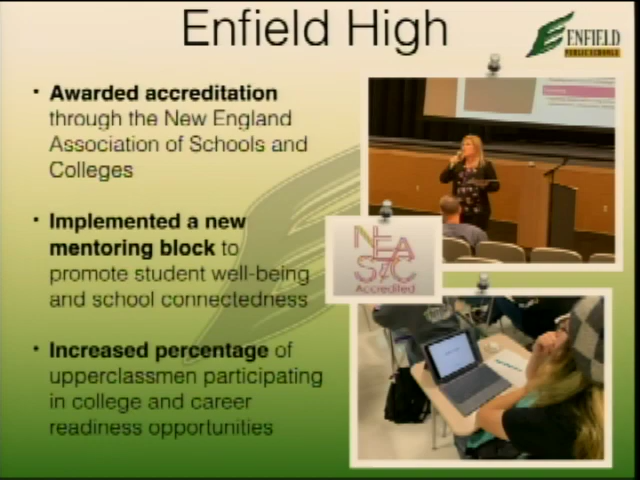 Enfield High
ENFIELD
PUBLIC SCHOOLS
• Awarded accreditation
through the New England
Association of Schools and
Colleges
• Implemented a new
mentoring block to
promote student well-being
and school connectedness
• Increased percentage of
upperclassmen participating
in college and career
readiness opportunities
NEASC
Accredited